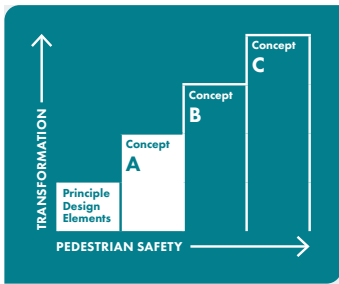 Concept
C
Concept
B
Concept
A
Principle
Design
Elements
TRANSFORMATION
PEDESTRIAN SAFETY